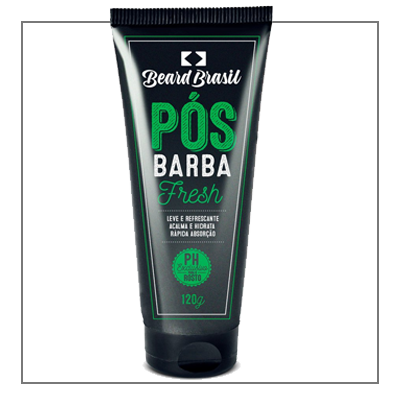 Beard Brasil
PÓS
BARBA
Fresh
LEVE E REFRESCANTE
ACALMA E HIDRATA
RÁPIDA ABSORÇÃO
PH
ROSTO
120g